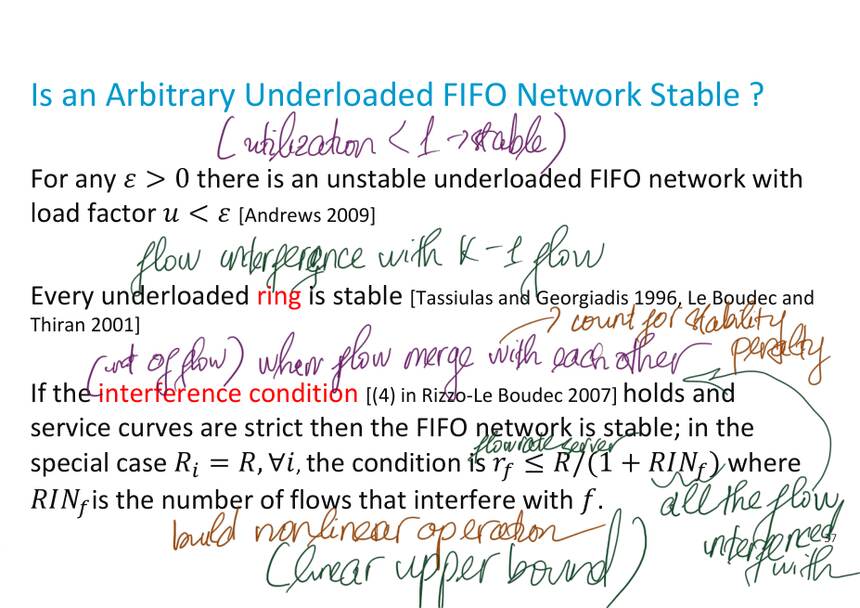 Is an Arbitrary Underloaded FIFO Network Stable ?
(utilization < 1 → stable)
For any ε > 0 there is an unstable underloaded FIFO network with
load factor u < ε [Andrews 2009]
flow interference with K − 1 flow
Every underloaded ring is stable [Tassiulas and Georgiadis 1996, Le Boudec and
Thiran 2001]
→ count for stability
penalty
of flow) when flow merge with each other
If the interference condition [(4) in Rizzo-Le Boudec 2007] holds and
service curves are strict then the FIFO network is stable; in the
flow rate server
special case R_i = R, ∀i, the condition is r_f ≤ R/(1 + RIN_f) where
RIN_f is the number of flows that interfere with f.
all the flow
interferenced
f with
build nonlinear operation
(linear upper bound)
37